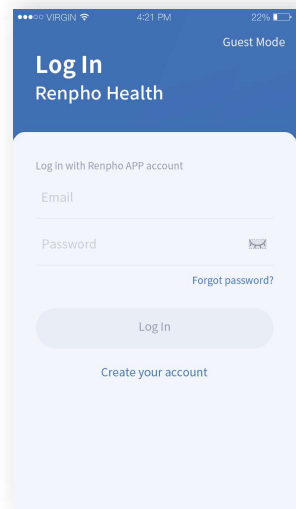 VIRGIN 4:21 PM 22%
Guest Mode
Log In
Renpho Health
Log in with Renpho APP account
Email
Password
Forgot password?
Log In
Create your account